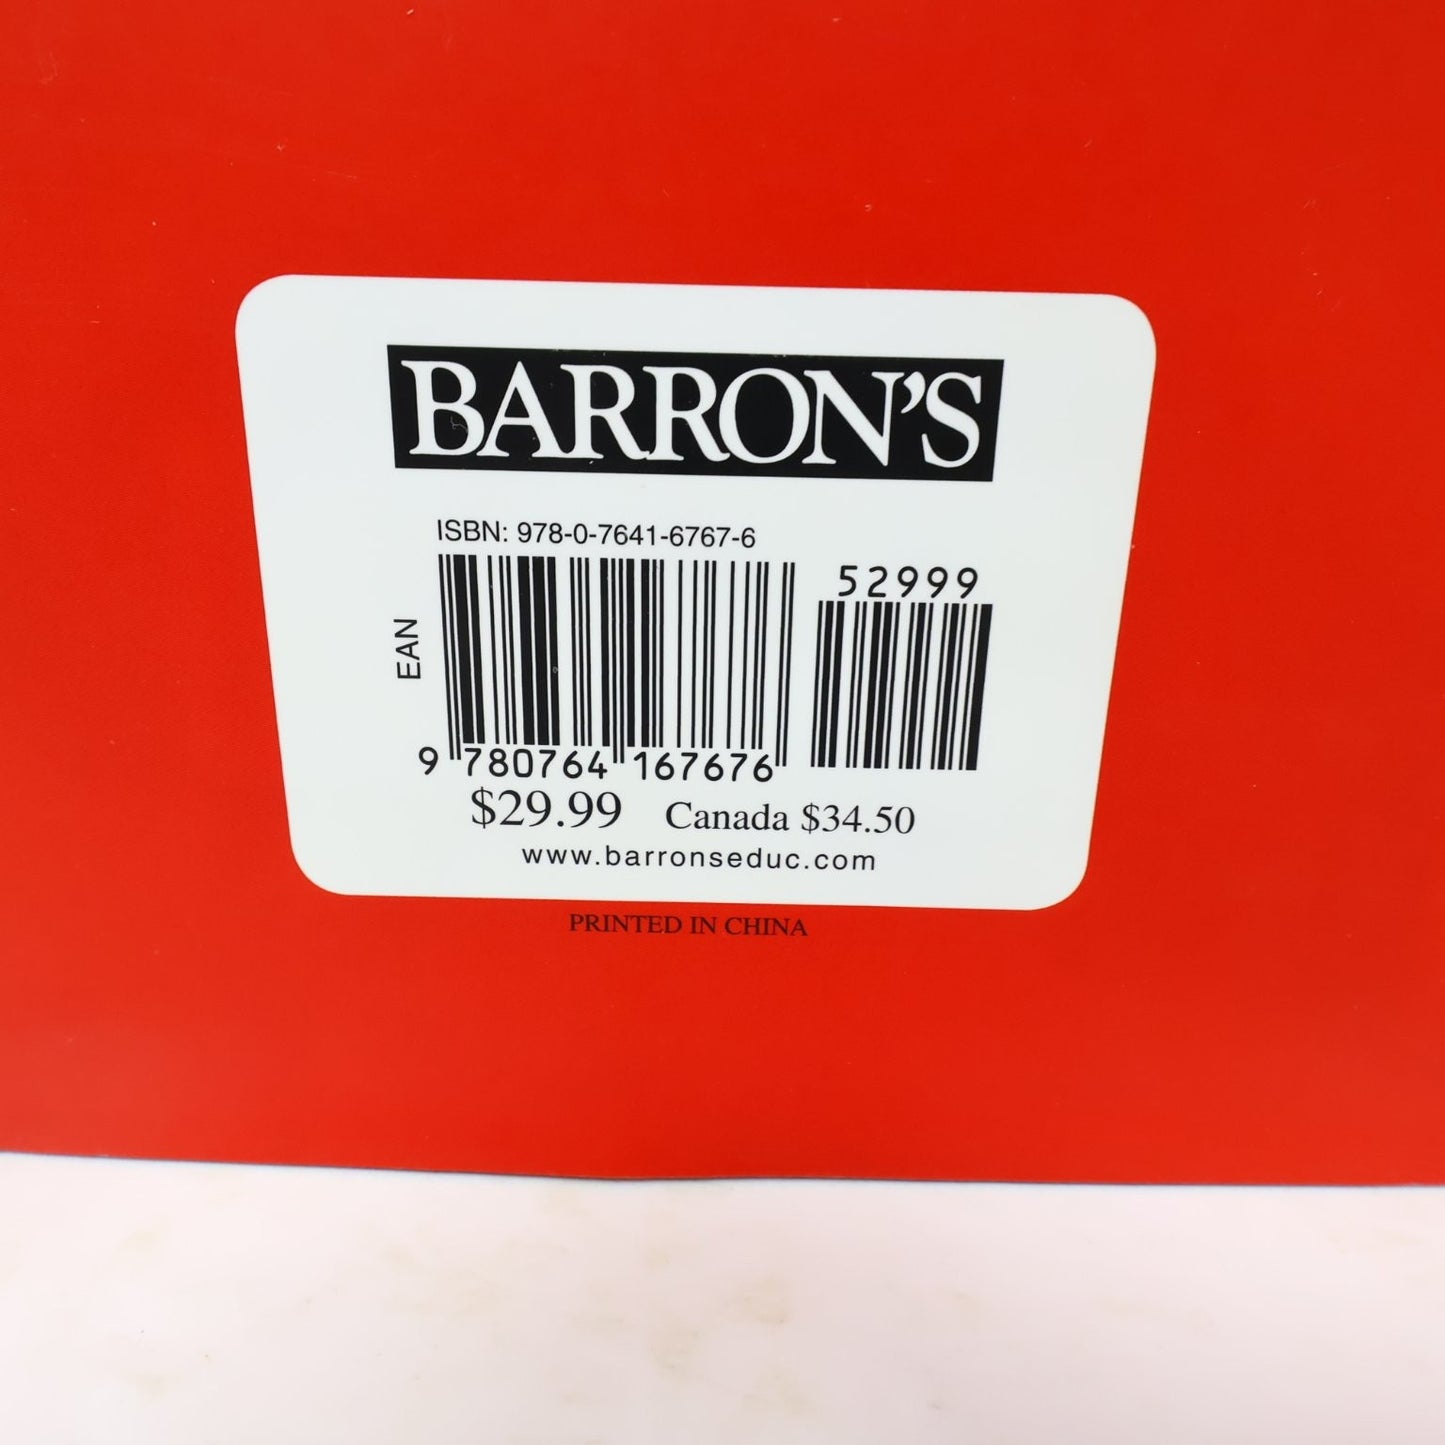 BARRON'S
ISBN: 978-0-7641-6767-6
52999
EAN
9 780764 167676
$29.99 Canada $34.50
www.barronseduc.com
PRINTED IN CHINA